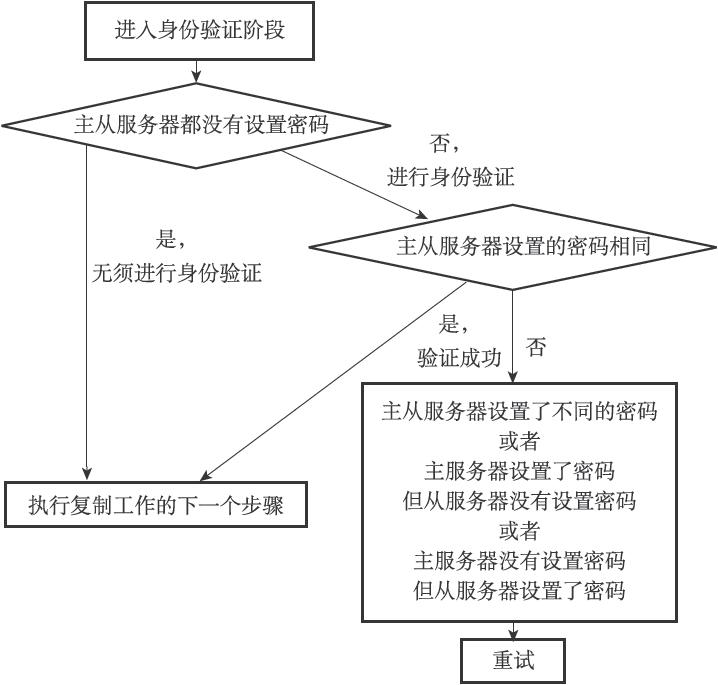 进入身份验证阶段
主从服务器都没有设置密码
否，
进行身份验证
是，
无须进行身份验证
主从服务器设置的密码相同
是，
验证成功
否
主从服务器设置了不同的密码
或者
主服务器设置了密码
但从服务器没有设置密码
或者
主服务器没有设置密码
但从服务器设置了密码
执行复制工作的下一个步骤
重试